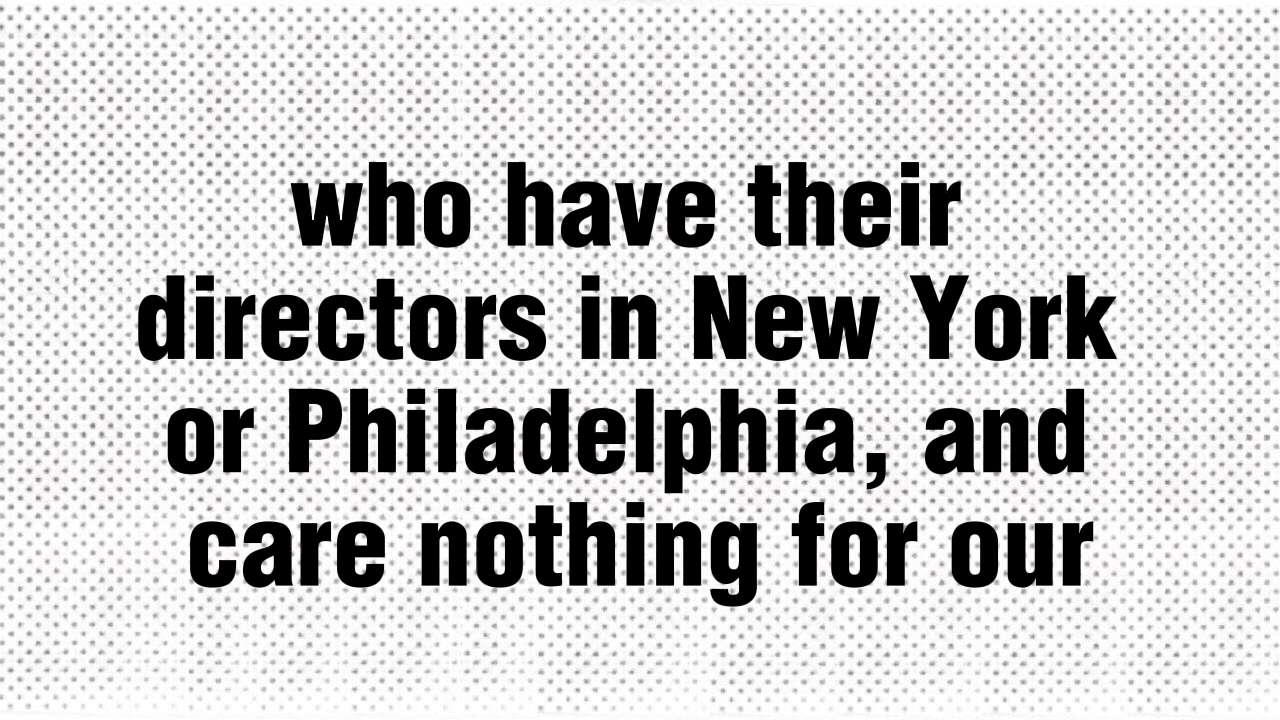 who have their
directors in New York
or Philadelphia, and
care nothing for our